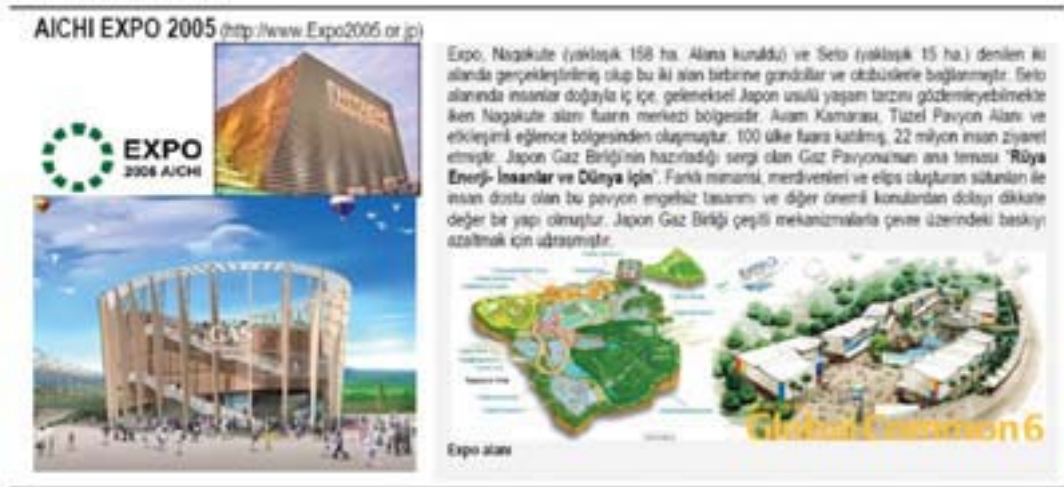 AICHI EXPO 2005 (http://www.Expo2005.or.jp)
EXPO
2005 AICHI
GAS
Expo, Nagakute (yaklaşık 158 ha. Alana kuruldu) ve Seto (yaklaşık 15 ha.) denilen iki
alanda gerçekleştirilmiş olup bu iki alan birbirine gondollar ve otobüslerle bağlanmıştır. Seto
alanında insanlar doğayla iç içe, geleneksel Japon usulü yaşam tarzını gözlemleyebilmekte
iken Nagakute alanı fuarın merkezi bölgesidir. Avam Kamarası, Tüzel Pavyon Alanı ve
etkileşimli eğlence bölgesinden oluşmuştur. 100 ülke fuara katılmış, 22 milyon insan ziyaret
etmiştir. Japon Gaz Birliği'nin hazırladığı sergi olan Gaz Pavyonu'nun ana teması "Rüya
Enerji- İnsanlar ve Dünya için". Farklı mimarisi, merdivenleri ve elips oluşturan sütunları ile
insan dostu olan bu pavyon engelsiz tasarımı ve diğer önemli konulardan dolayı dikkate
değer bir yapı olmuştur. Japon Gaz Birliği çeşitli mekanizmalarla çevre üzerindeki baskıyı
azaltmak için uğraşmıştır.
Global Common 6
Expo alanı